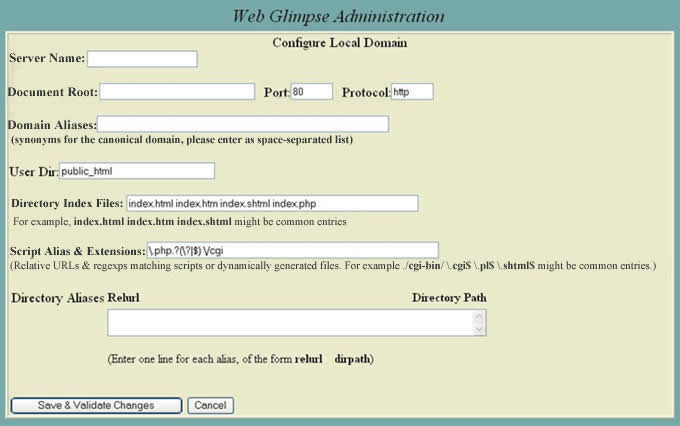 Web Glimpse Administration
Configure Local Domain
Server Name:
Document Root: Port: 80 Protocol: http
Domain Aliases:
(synonyms for the canonical domain, please enter as space-separated list)
User Dir: public_html
Directory Index Files: index.html index.htm index.shtml index.php
For example, index.html index.htm index.shtml might be common entries
Script Alias & Extensions: \.php.?(\?|$) \/cgi
(Relative URLs & regexps matching scripts or dynamically generated files. For example ./cgi-bin/ \.cgi$ \.pl$ \.shtml$ might be common entries.)
Directory Aliases Relurl Directory Path
(Enter one line for each alias, of the form relurl dirpath)
Save & Validate Changes Cancel